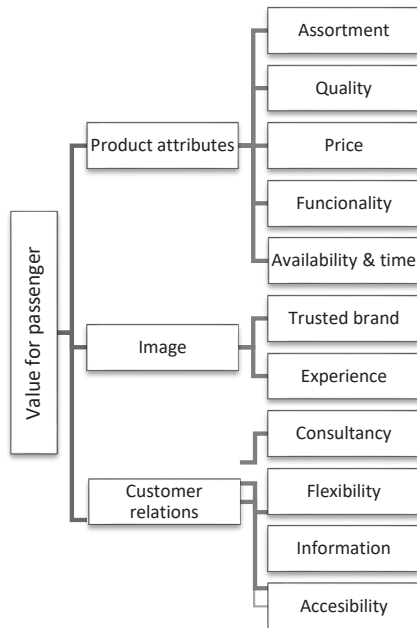 Value for passenger
Product attributes
Assortment
Quality
Price
Funcionality
Availability & time
Image
Trusted brand
Experience
Customer
relations
Consultancy
Flexibility
Information
Accesibility